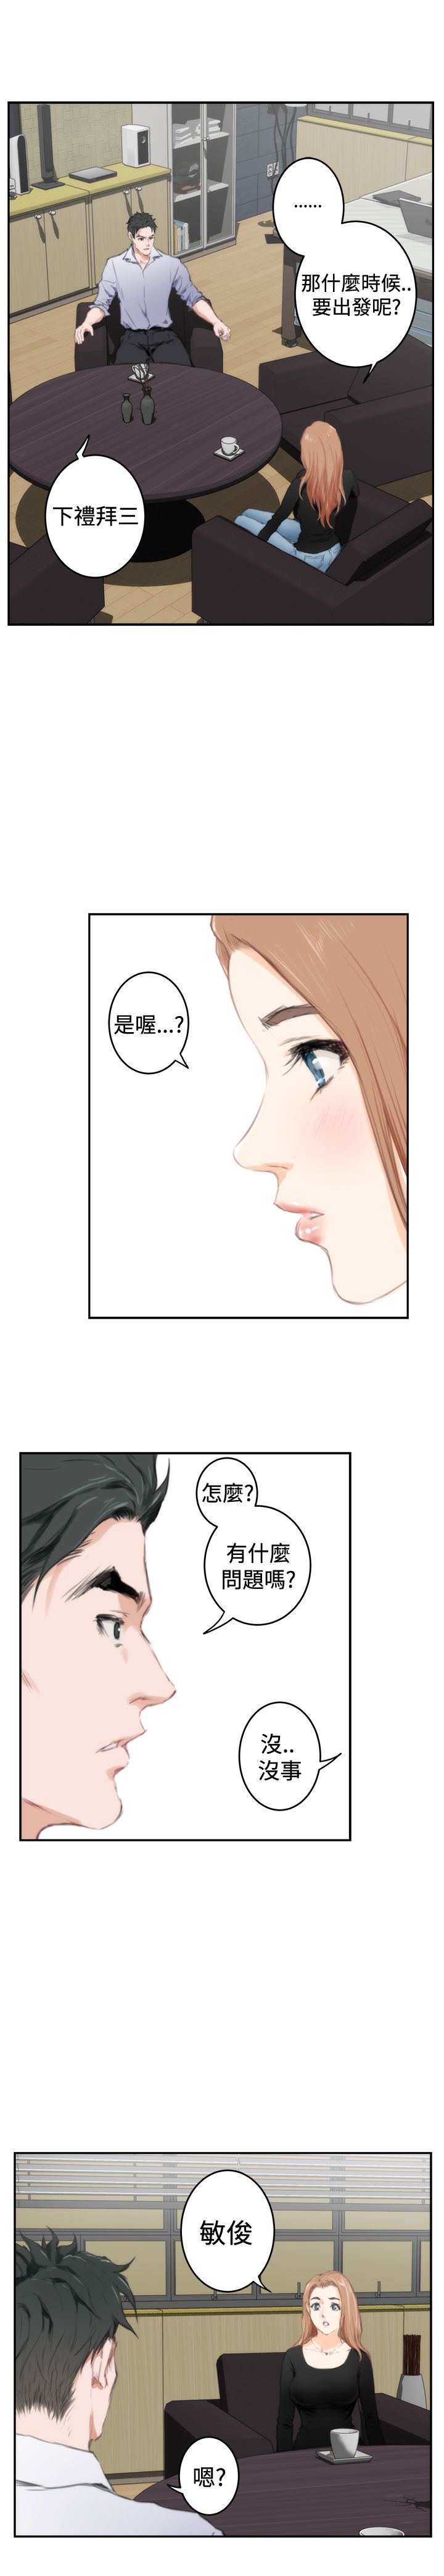 ......
那什麼時候..
要出發呢?
下禮拜三
是喔...?
怎麼?
有什麼
問題嗎?
沒..
沒事
敏俊
嗯?